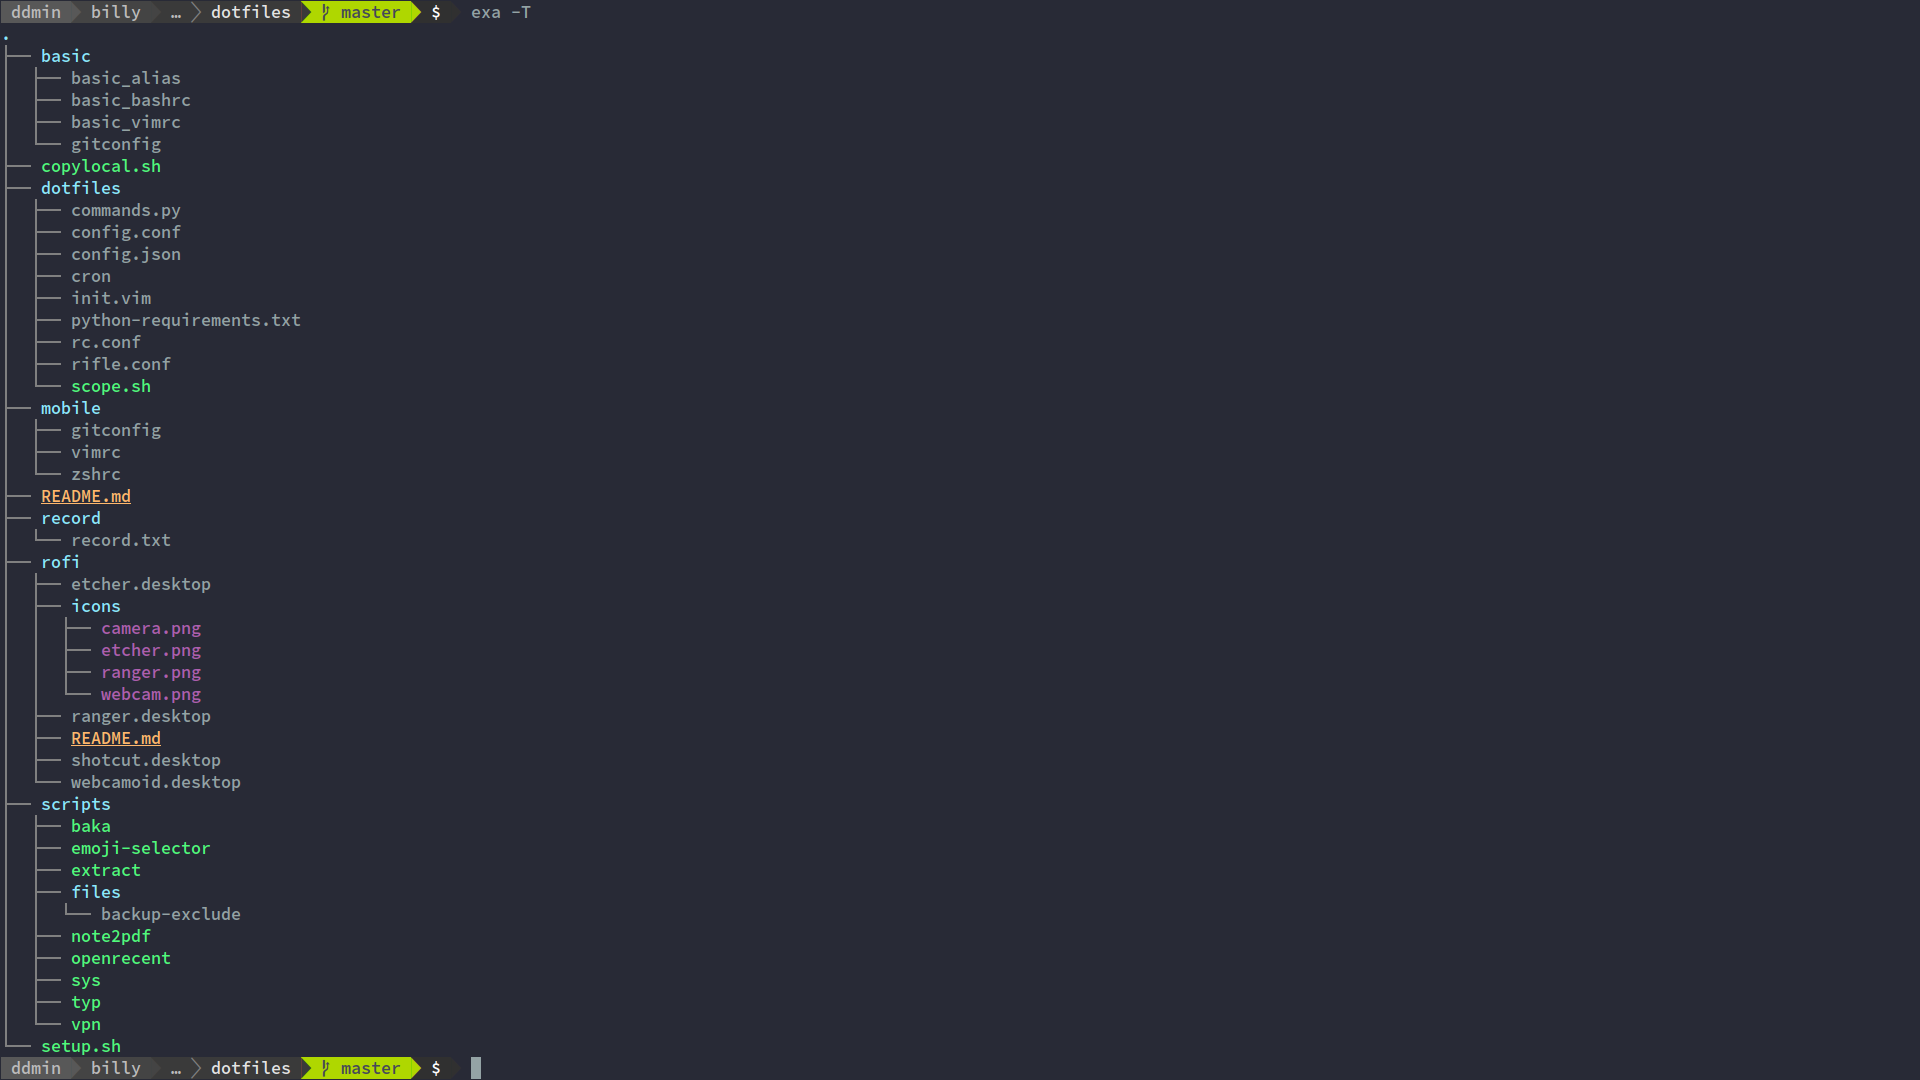 ddmin billy … dotfiles master $ exa -T
.
├── basic
│  ├── basic_alias
│  ├── basic_bashrc
│  ├── basic_vimrc
│  └── gitconfig
├── copylocal.sh
├── dotfiles
│  ├── commands.py
│  ├── config.conf
│  ├── config.json
│  ├── cron
│  ├── init.vim
│  ├── python-requirements.txt
│  ├── rc.conf
│  ├── rifle.conf
│  └── scope.sh
├── mobile
│  ├── gitconfig
│  ├── vimrc
│  └── zshrc
├── README.md
├── record
│  └── record.txt
├── rofi
│  ├── etcher.desktop
│  ├── icons
│  │  ├── camera.png
│  │  ├── etcher.png
│  │  ├── ranger.png
│  │  └── webcam.png
│  ├── ranger.desktop
│  ├── README.md
│  ├── shotcut.desktop
│  └── webcamoid.desktop
├── scripts
│  ├── baka
│  ├── emoji-selector
│  ├── extract
│  ├── files
│  │  └── backup-exclude
│  ├── note2pdf
│  ├── openrecent
│  ├── sys
│  ├── typ
│  └── vpn
└── setup.sh
ddmin billy … dotfiles master $